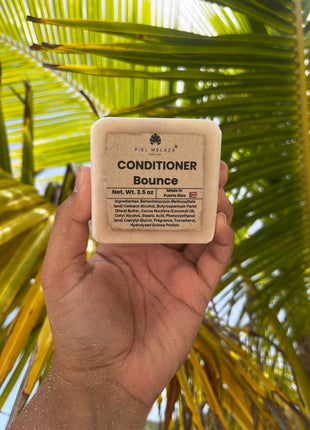 PIEL MELAZA
CONDITIONER
Bounce
Net. Wt. 3.5 oz
Made in
Puerto Rico
Ingredients: Behentrimonium Methosulfate
(and) Cetearyl Alcohol, Butyrospermum Parkii
(Shea) Butter, Cocos Nucifera (Coconut) Oil,
Cetyl Alcohol, Stearic Acid, Phenoxyethanol
(and) Caprylyl Glycol, Fragrance, Tocopherol,
Hydrolyzed Quinoa Protein.